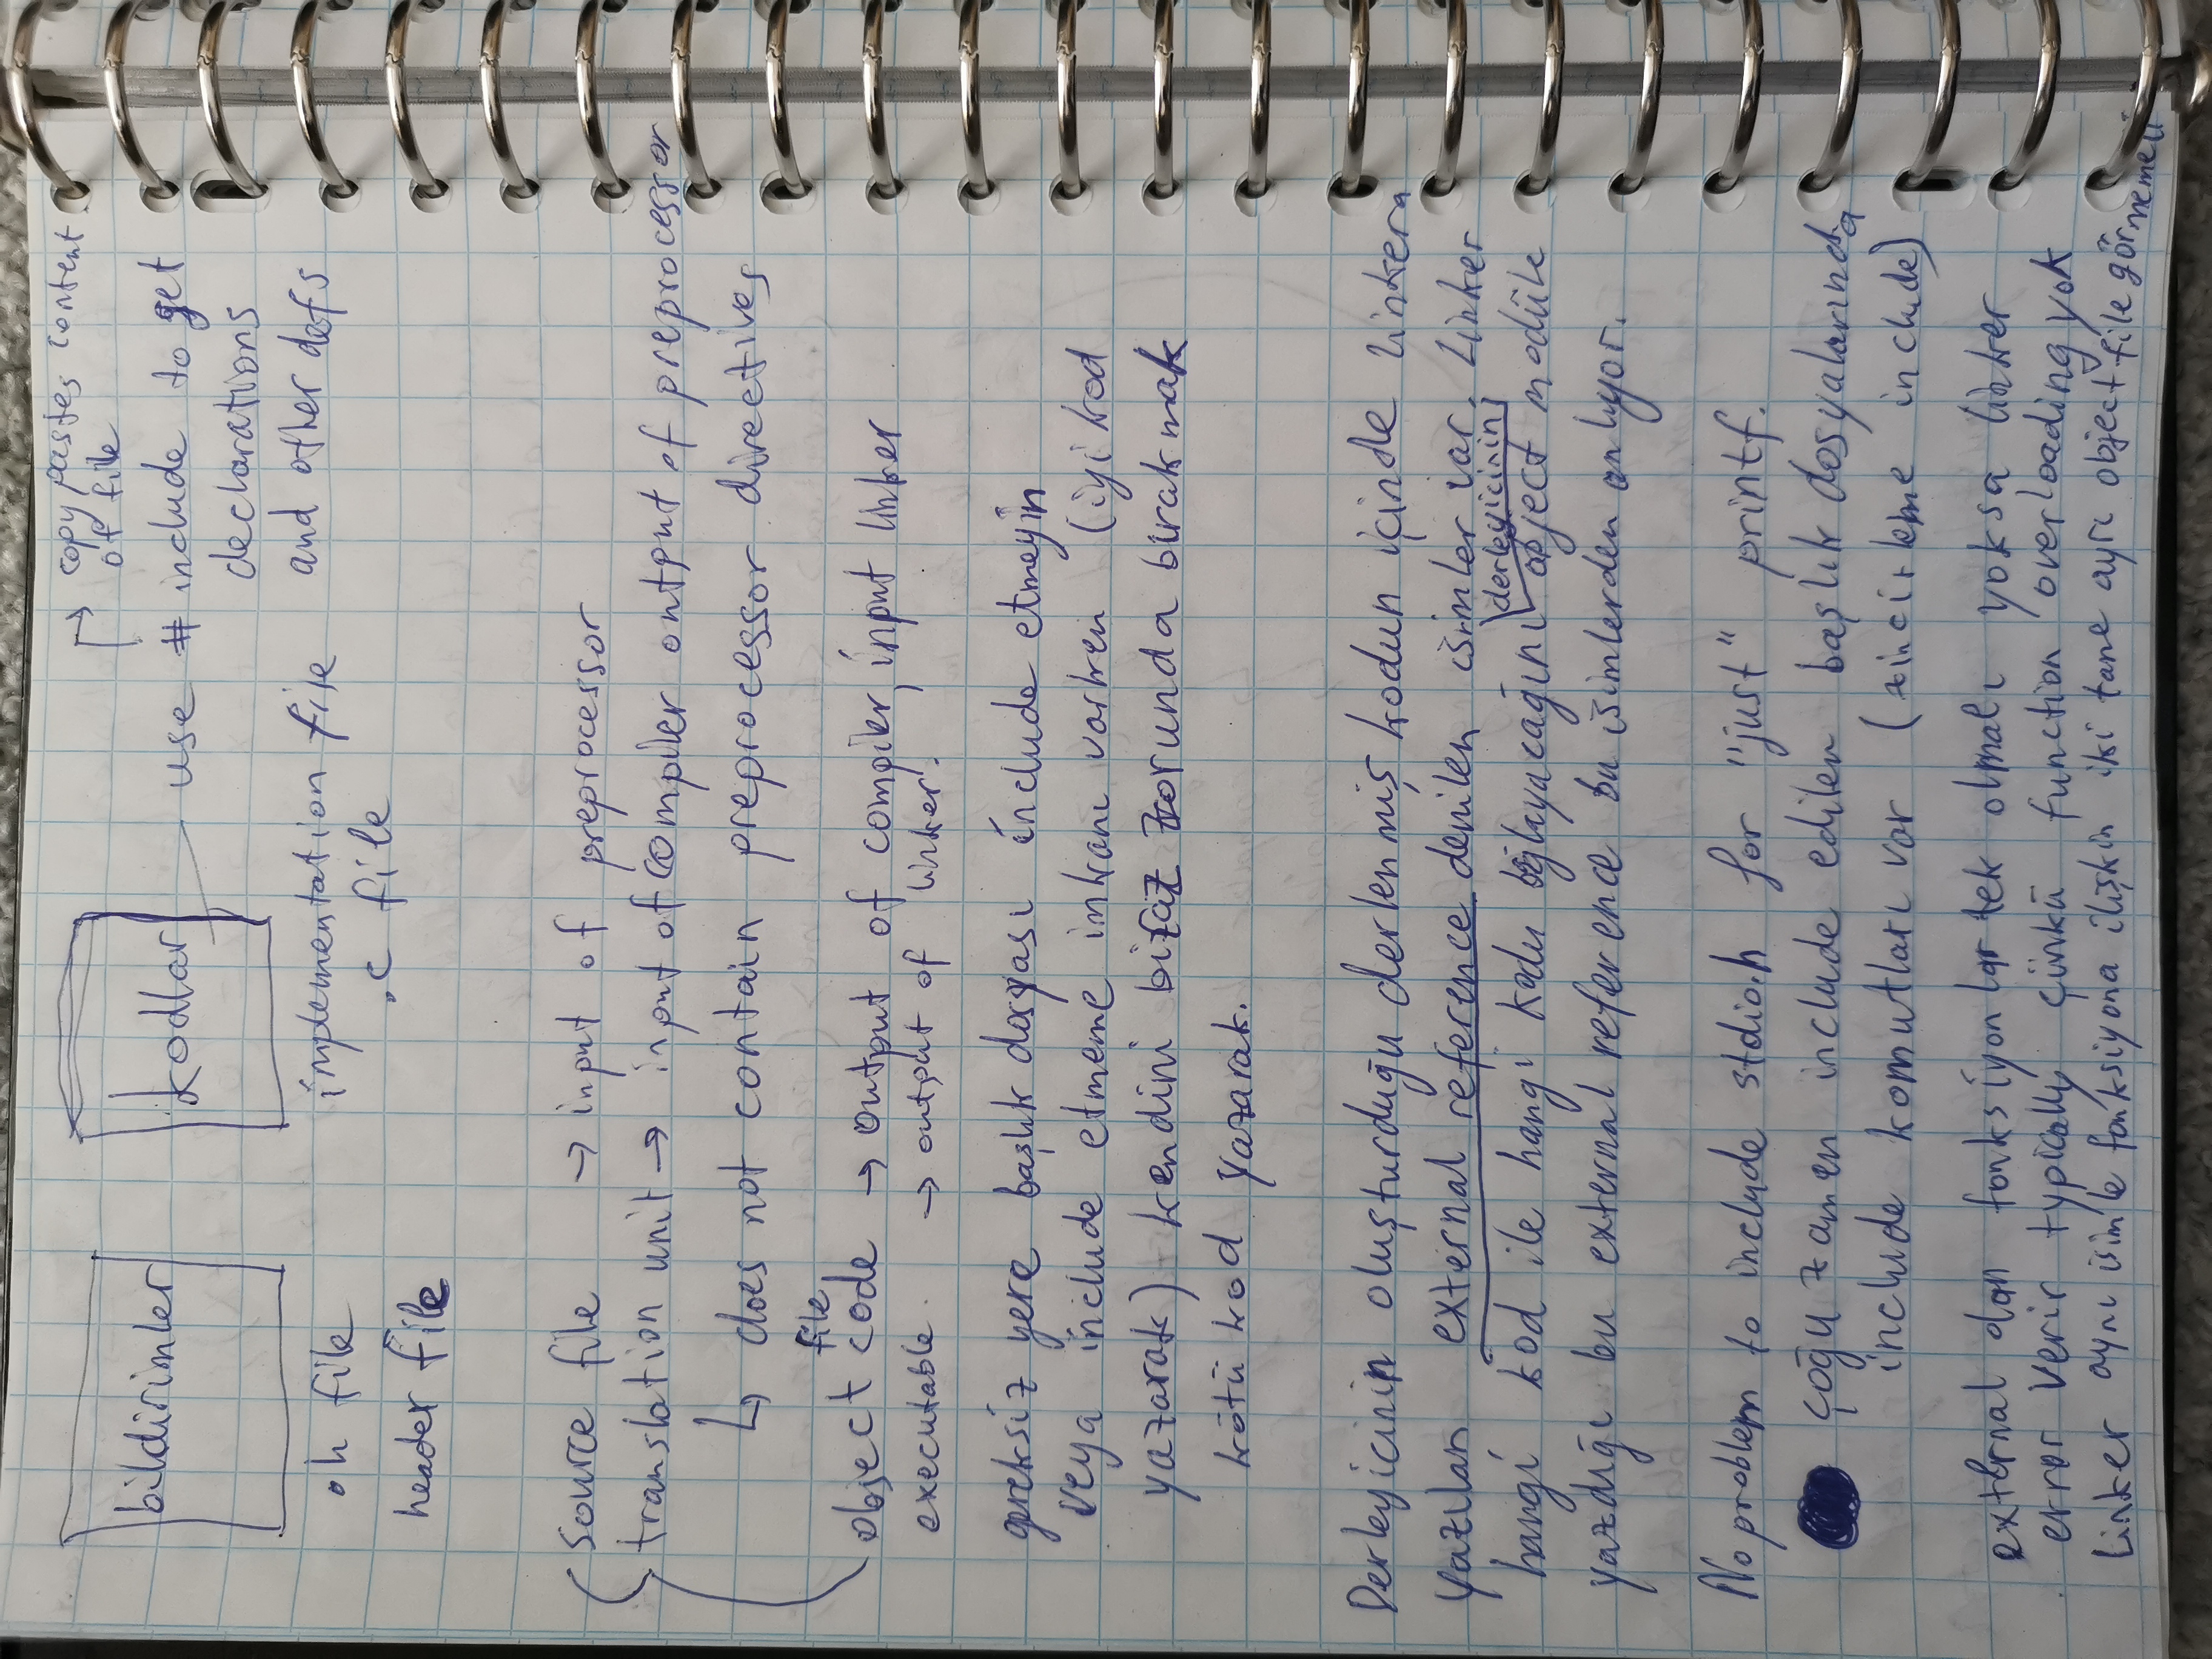 bildirimler
.h file
header file
kodlar
implementation file
.c file
copy pastes content
of file
use # include to get
declarations
and other defs
source file → input of preprocessor
translation unit → input of compiler output of preprocessor
↳ does not contain preprocessor directives
file
object code → output of compiler, input linker
executable → output of linker.
gereksiz yere başlık dosyası include etmeyin
veya include etmeme imkanı varken (iyi kod
yazarak) kendini biraz zorunda bırakmak
kötü kod yazarak.
Derleyicinin oluşturduğu derlenmiş kodun içinde linkera
yazılan external reference denilen isimler var. Linker
derleyicinin
hangi kod ile hangi kodu bağlayacağını object modüle
yazdığı bu external reference bu isimlerden anlıyor.
No problem to include stdio.h for "just" printf.
çoğu zaman include edilen başlık dosyalarında
include komutları var (zincirleme include)
external olan fonksiyonlar tek olmalı yoksa linker
error verir typically çünkü function overloading yok
Linker aynı isimle fonksiyona ilişkin iki tane ayrı object file görmemeli